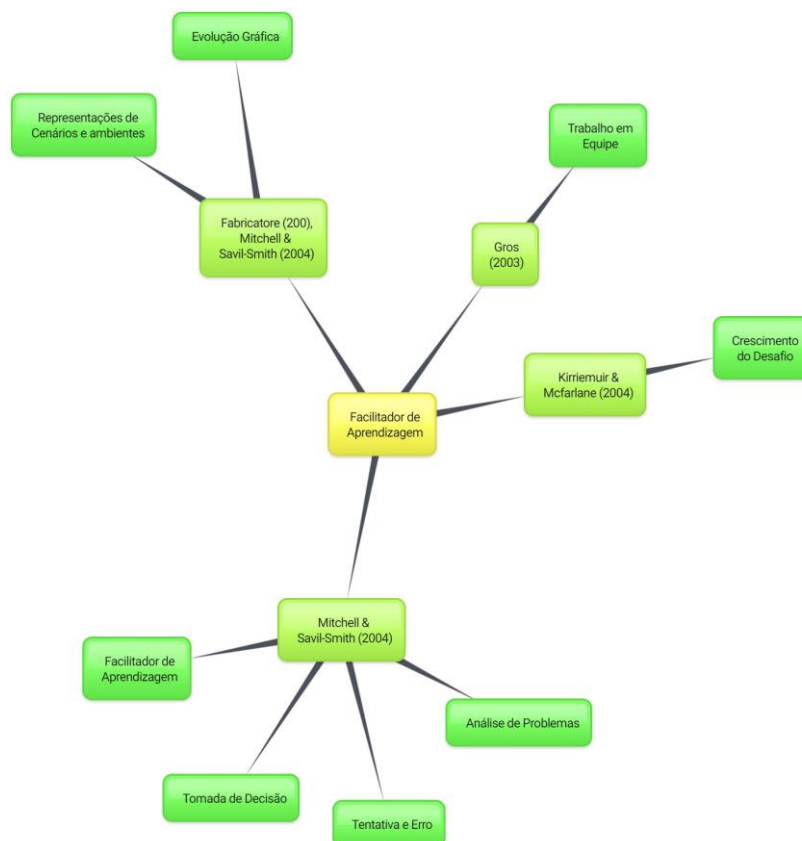 Evolução Gráfica
Representações de
Cenários e ambientes
Trabalho em
Equipe
Fabricatore (200),
Mitchell &
Savil-Smith (2004)
Gros
(2003)
Crescimento
do Desafio
Kirriemuir &
Mcfarlane (2004)
Facilitador de
Aprendizagem
Mitchell &
Savil-Smith (2004)
Facilitador de
Aprendizagem
Análise de Problemas
Tomada de Decisão
Tentativa e Erro